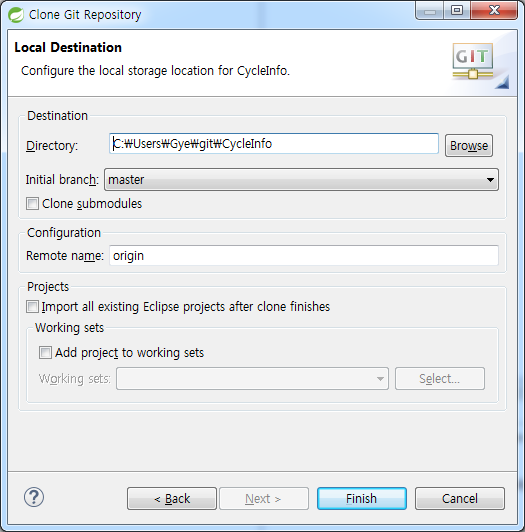 Clone Git Repository
Local Destination
Configure the local storage location for CycleInfo.
GIT
Destination
Directory: C:₩Users₩Gye₩git₩CycleInfo Browse
Initial branch: master
Clone submodules
Configuration
Remote name: origin
Projects
Import all existing Eclipse projects after clone finishes
Working sets
Add project to working sets
Working sets: Select...
? < Back Next > Finish Cancel